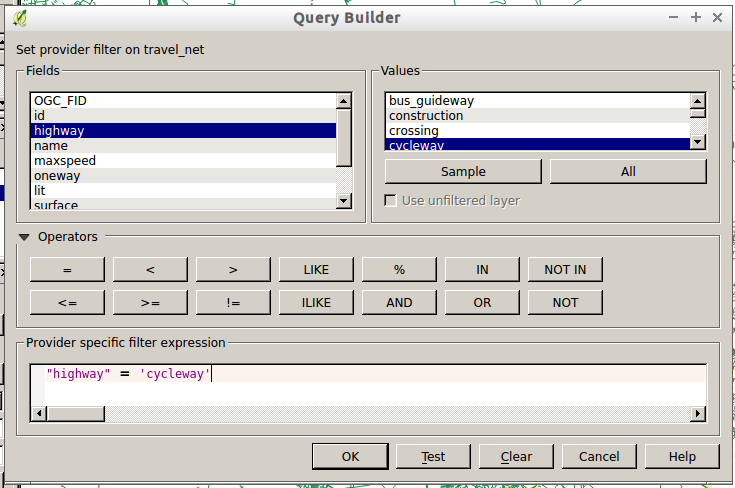 Query Builder
Set provider filter on travel_net
Fields
Values
OGC_FID
id
highway
name
maxspeed
oneway
lit
surface
bus_guideway
construction
crossing
cycleway
Sample
All
Use unfiltered layer
Operators
= < > LIKE % IN NOT IN
<= >= != ILIKE AND OR NOT
Provider specific filter expression
"highway" = 'cycleway'
OK Test Clear Cancel Help